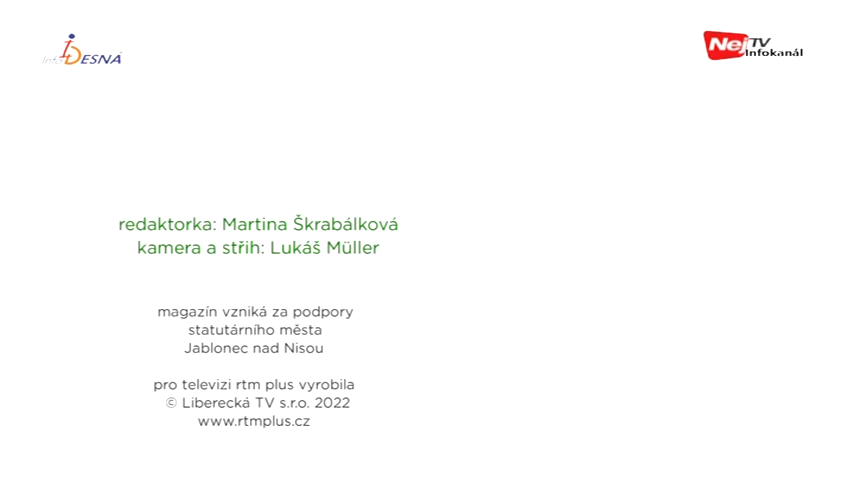 Info DESNÁ
Nej TV
Infokanál
redaktorka: Martina Škrabálková
kamera a střih: Lukáš Müller
magazín vzniká za podpory
statutárního města
Jablonec nad Nisou
pro televizi rtm plus vyrobila
© Liberecká TV s.r.o. 2022
www.rtmplus.cz